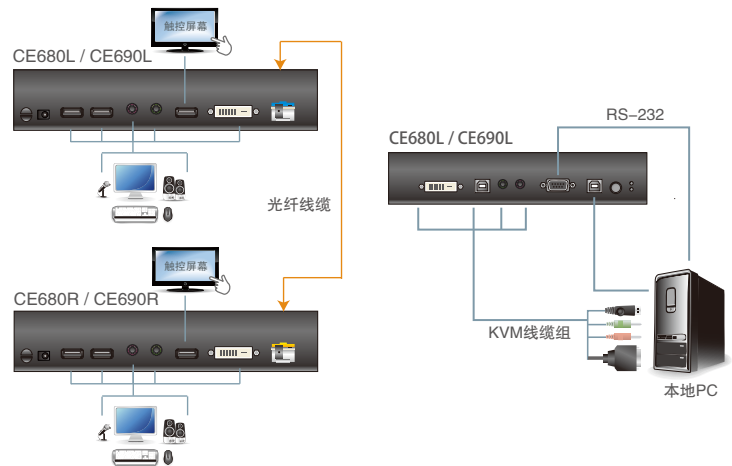 触控屏幕
CE680L / CE690L
光纤线缆
触控屏幕
CE680R / CE690R
RS-232
CE680L / CE690L
KVM线缆组
本地PC